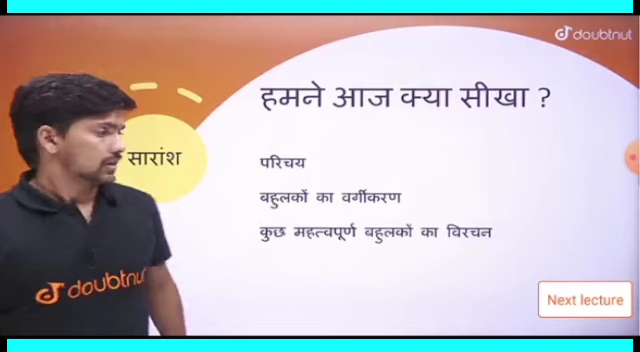 doubtnut
हमने आज क्या सीखा ?
सारांश
परिचय
बहुलकों का वर्गीकरण
कुछ महत्वपूर्ण बहुलकों का विरचन
doubtnut
Next lecture